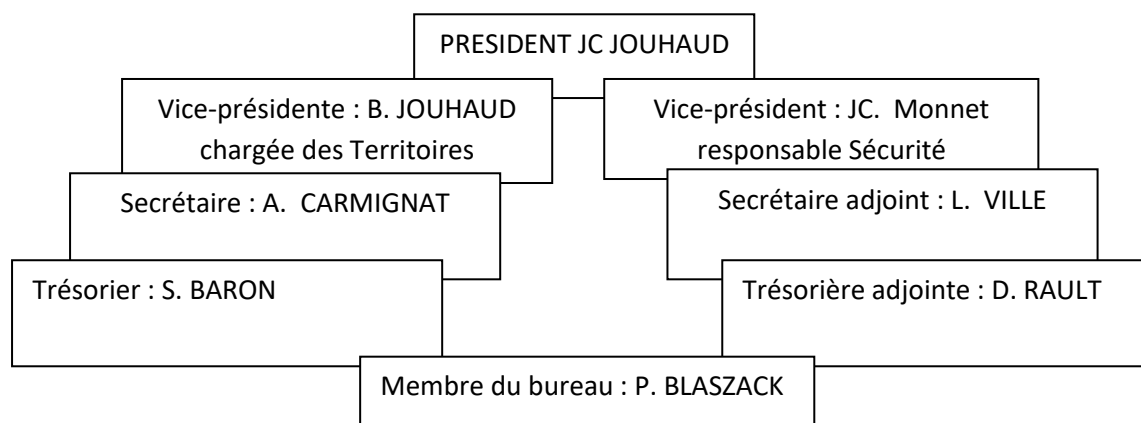 PRESIDENT JC JOUHAUD
Vice-présidente : B. JOUHAUD
chargée des Territoires
Vice-président : JC. Monnet
responsable Sécurité
Secrétaire : A. CARMIGNAT
Secrétaire adjoint : L. VILLE
Trésorier : S. BARON
Trésorière adjointe : D. RAULT
Membre du bureau : P. BLASZACK